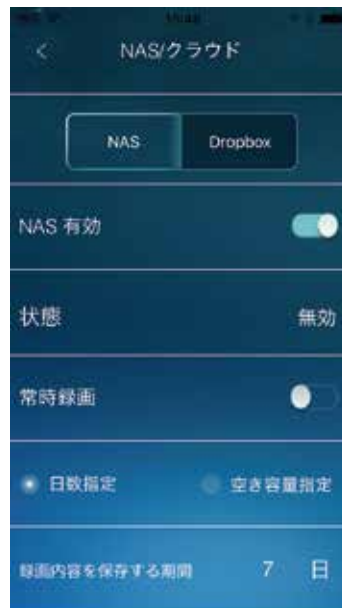 NAS/クラウド
NAS Dropbox
NAS 有効
状態 無効
常時録画
日数指定 空き容量指定
録画内容を保存する期間 7 日